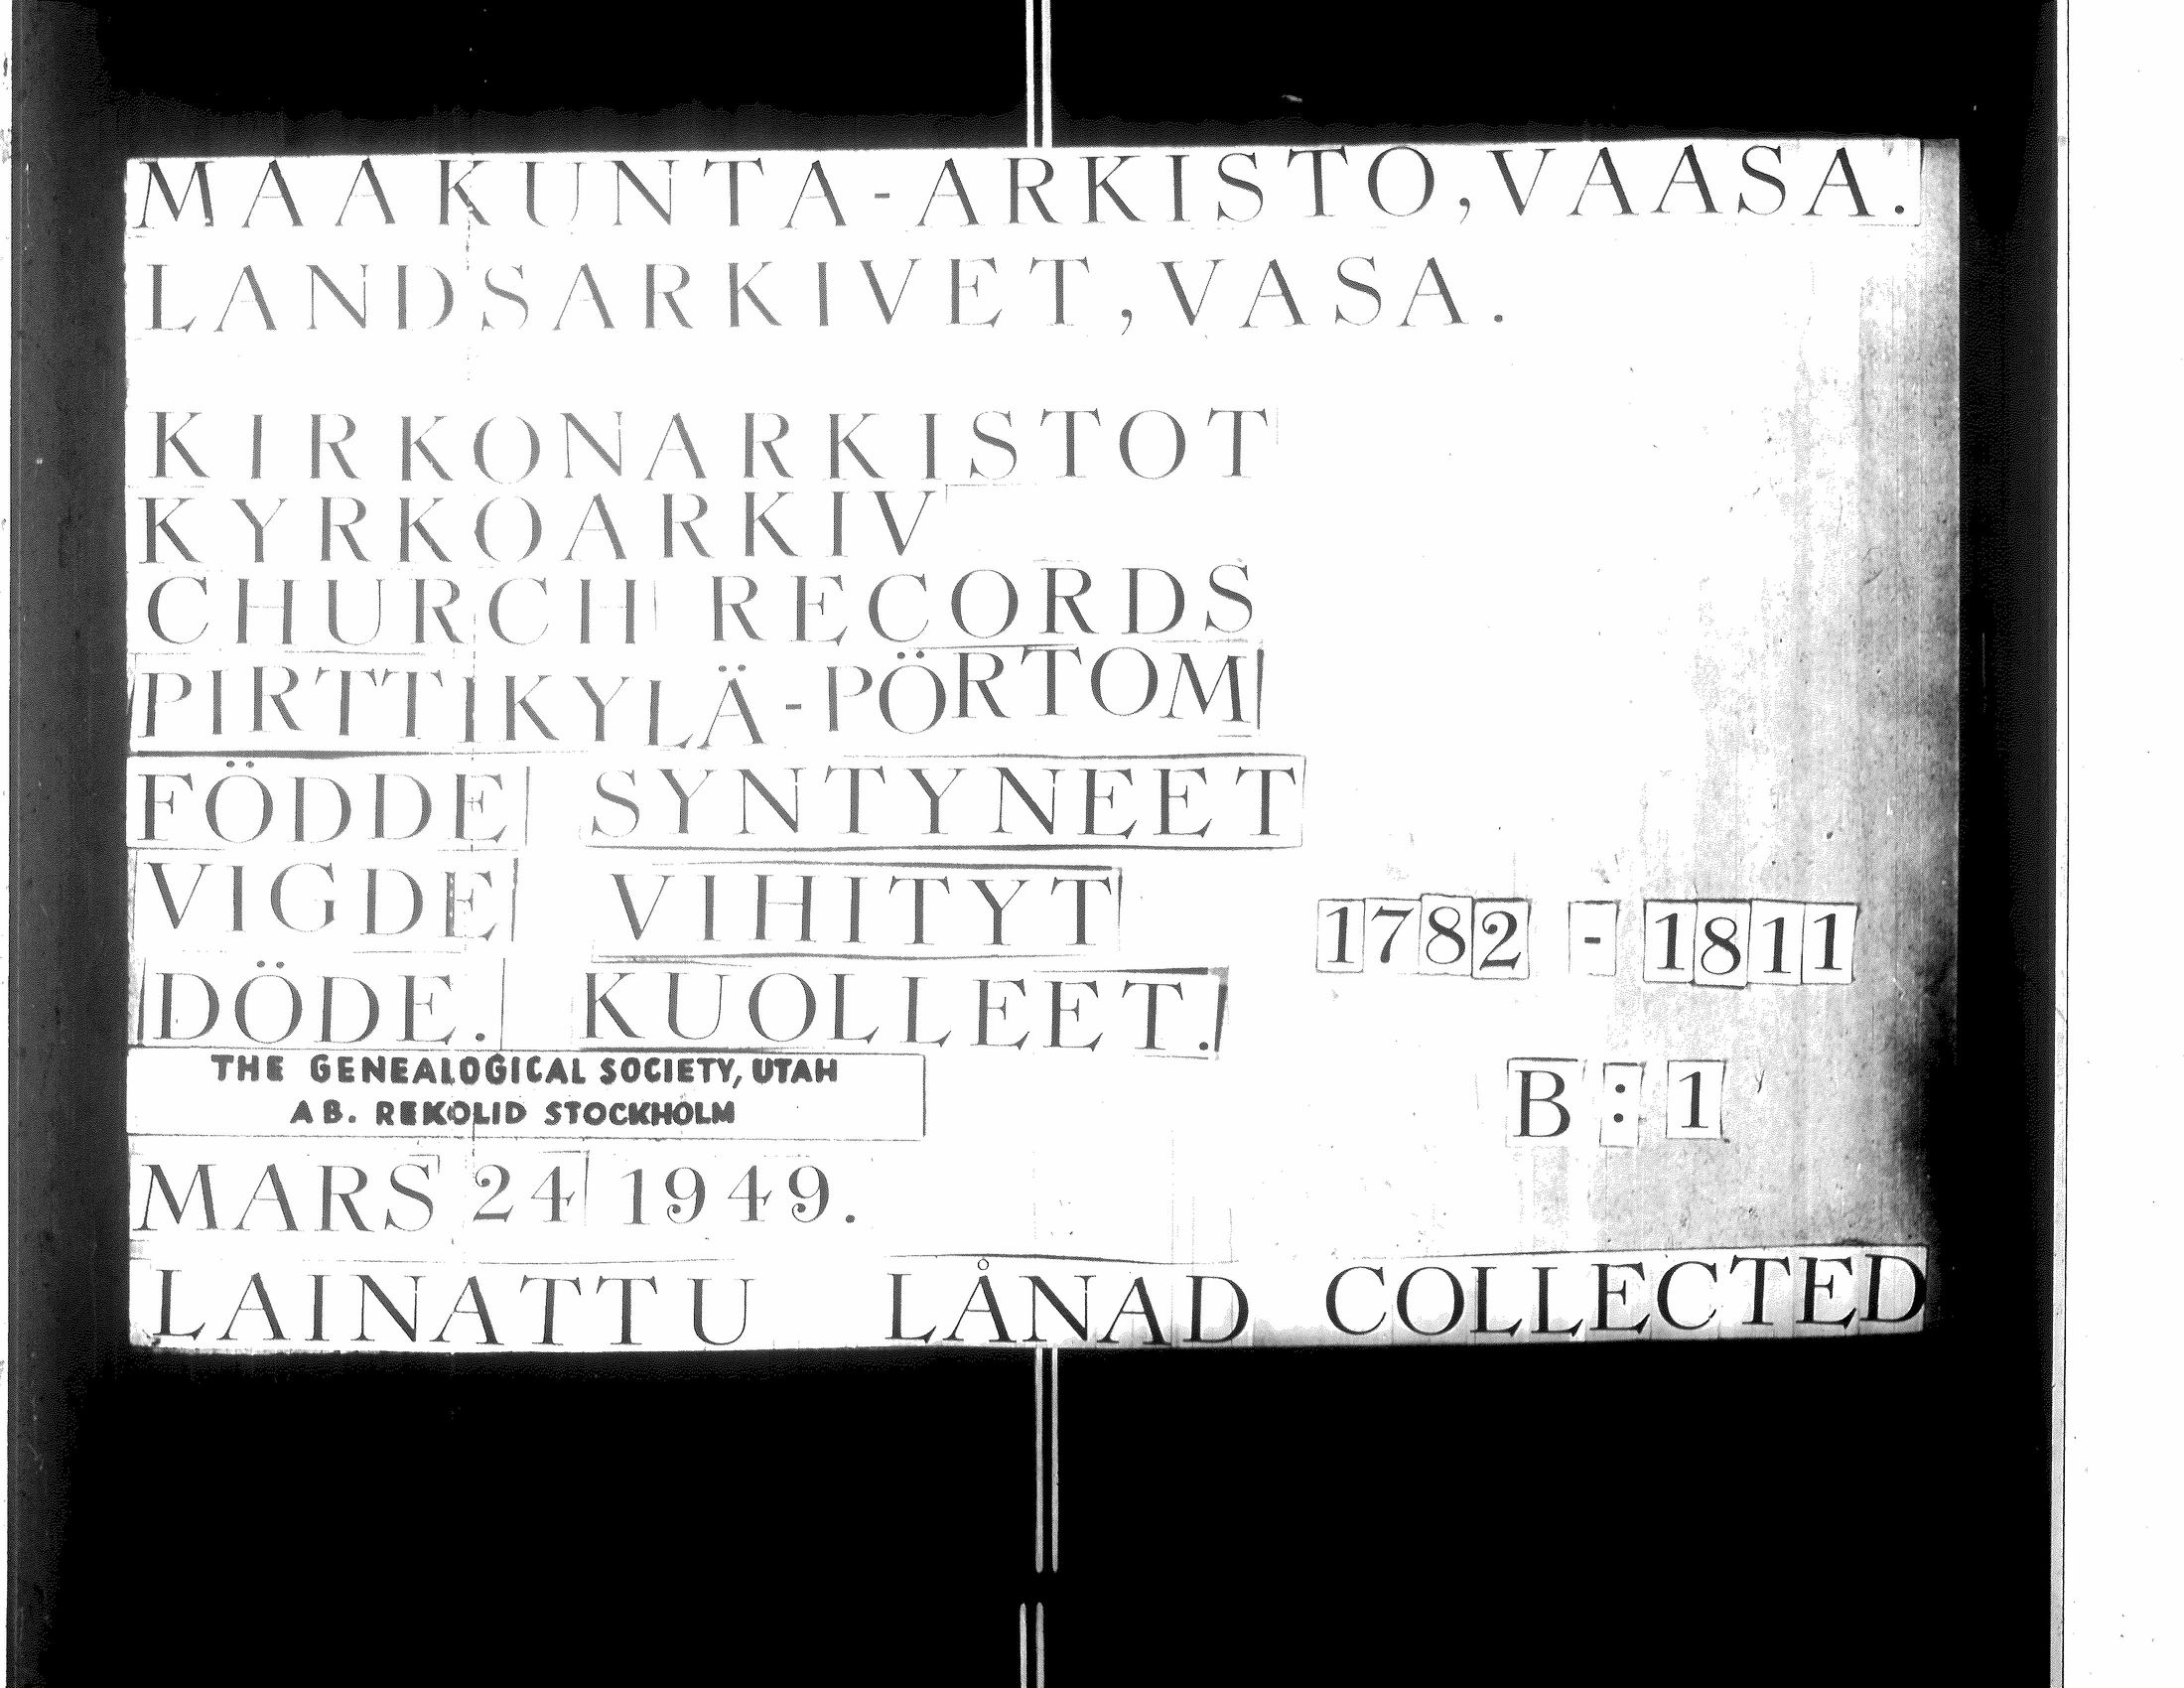 MAAKUNTA-ARKISTO, VAASA.
LANDSARKIVET, VASA.
KIRKONARKISTOT
KYRKOARKIV
CHURCH RECORDS
PIRTTIKYLÄ-PÖRTOM
FÖDDE SYNTYNEET
VIGDE VIHITYT 1782 - 1811
DÖDE. KUOLLEET.
THE GENEALOGICAL SOCIETY, UTAH
AB. REKOLID STOCKHOLM
B : 1
MARS 24 1949.
LAINATTU LÅNAD COLLECTED